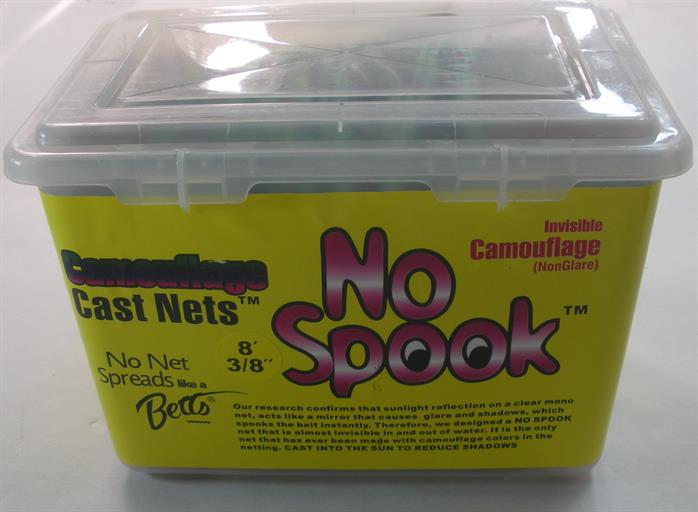 Camouflage
Cast Nets™
No Net
Spreads like a
Betts®
8'
3/8"
No
Spook™
Invisible
Camouflage
(NonGlare)
Our research confirms that sunlight reflection on a clear mono
net, acts like a mirror that causes glare and shadows, which
spooks the bait instantly. Therefore, we designed a NO SPOOK
net that is almost invisible in and out of water. It is the only
net that has ever been made with camouflage colors in the
netting. CAST INTO THE SUN TO REDUCE SHADOWS